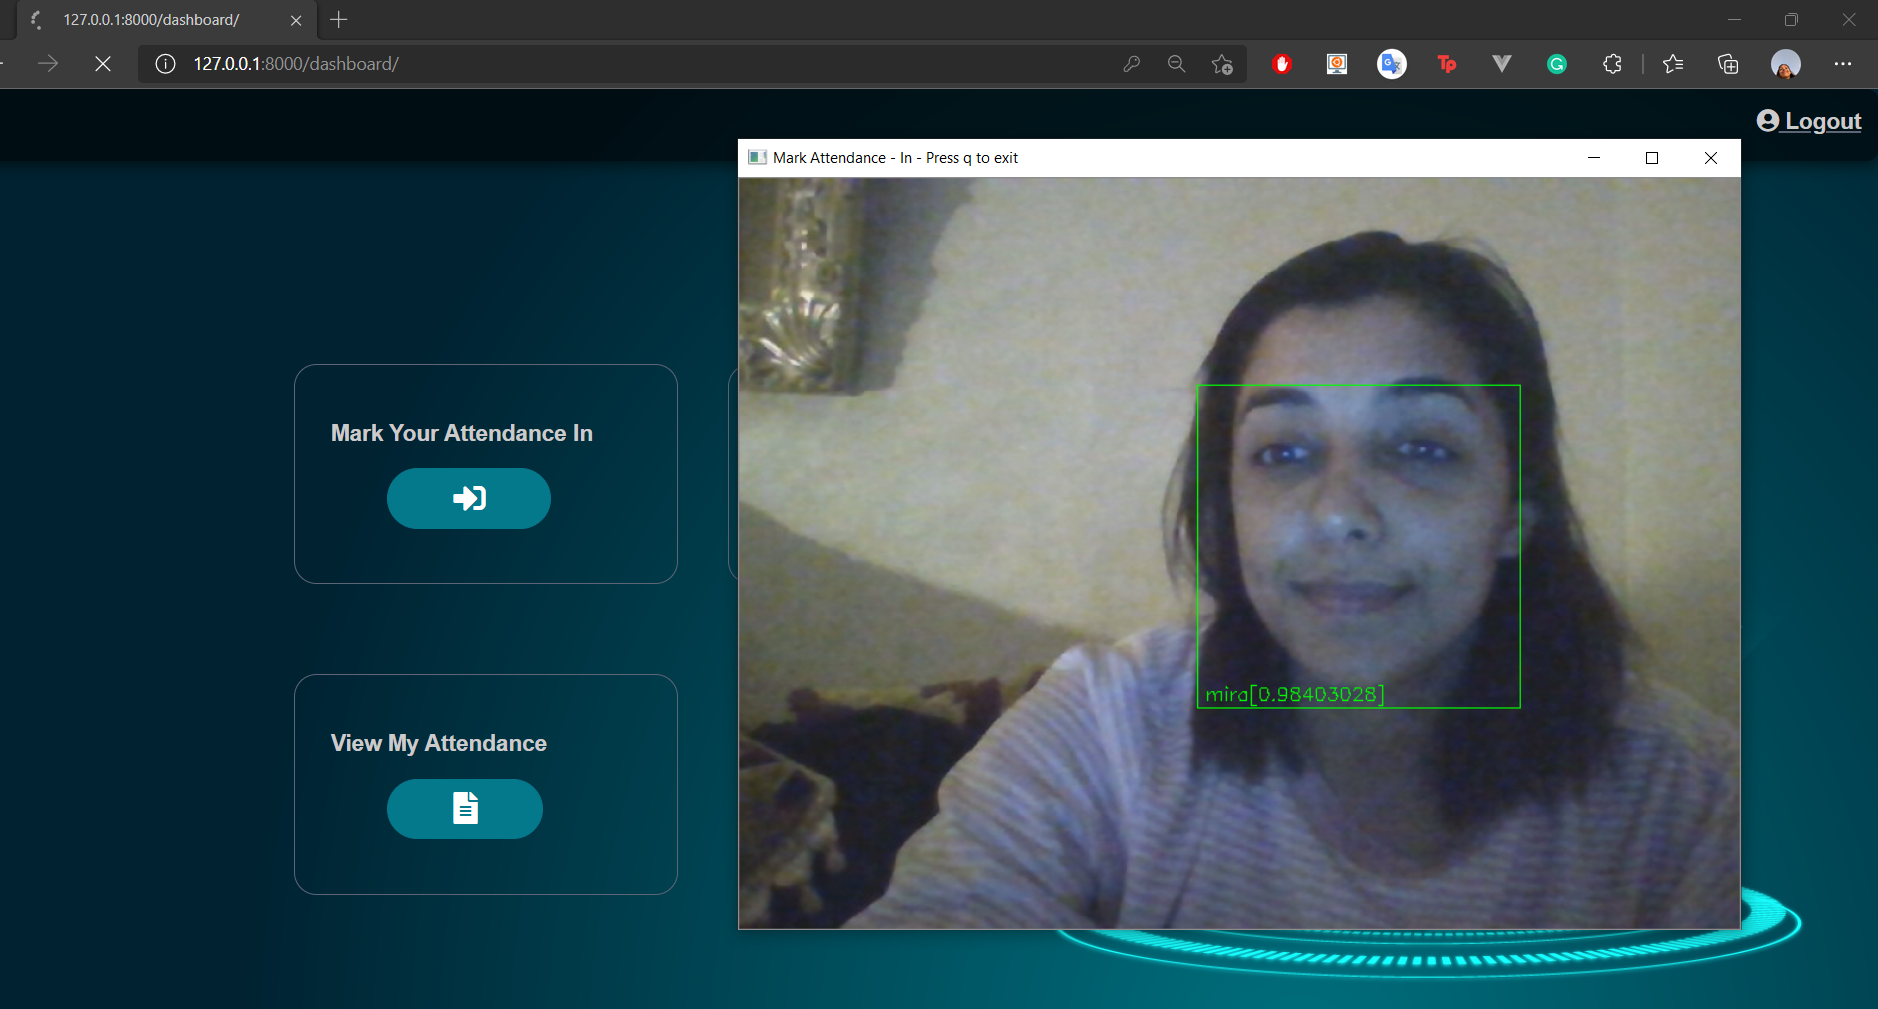 127.0.0.1:8000/dashboard/
127.0.0.1:8000/dashboard/
Logout
Mark Attendance - In - Press q to exit
Mark Your Attendance In
mira[0.98403028]
View My Attendance